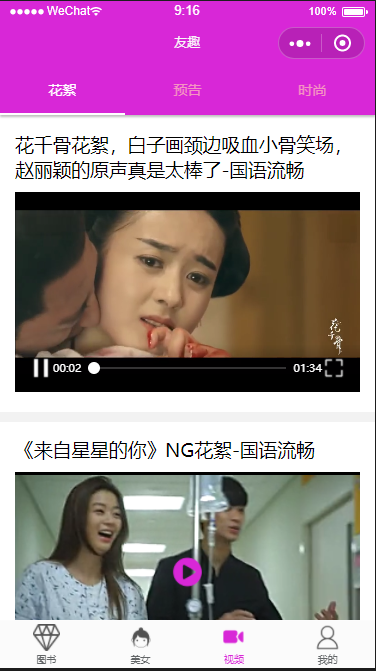 WeChat
9:16
100%
友趣
花絮
预告
时尚
花千骨花絮，白子画颈边吸血小骨笑场，
赵丽颖的原声真是太棒了-国语流畅
花千骨
00:02
01:34
《来自星星的你》NG花絮-国语流畅
图书
美女
视频
我的